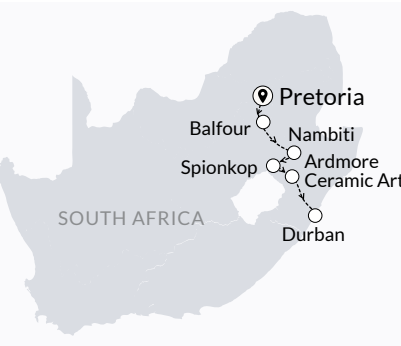 Pretoria
Balfour
Nambiti
Spionkop
Ardmore
Ceramic Art
SOUTH AFRICA
Durban